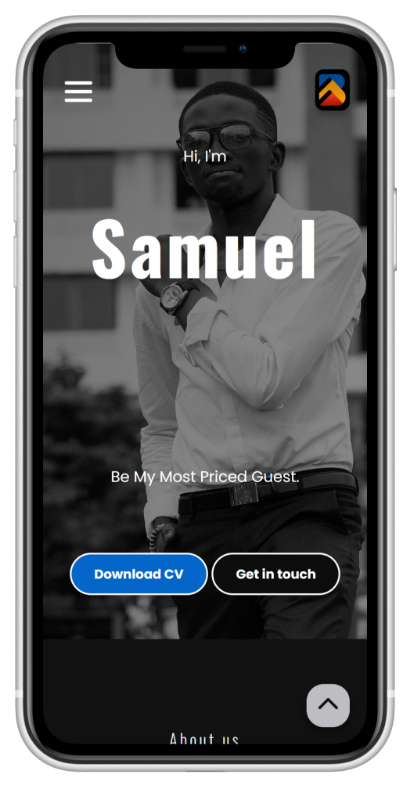 Hi, I'm
Samuel
Be My Most Priced Guest.
Download CV
Get in touch
About us